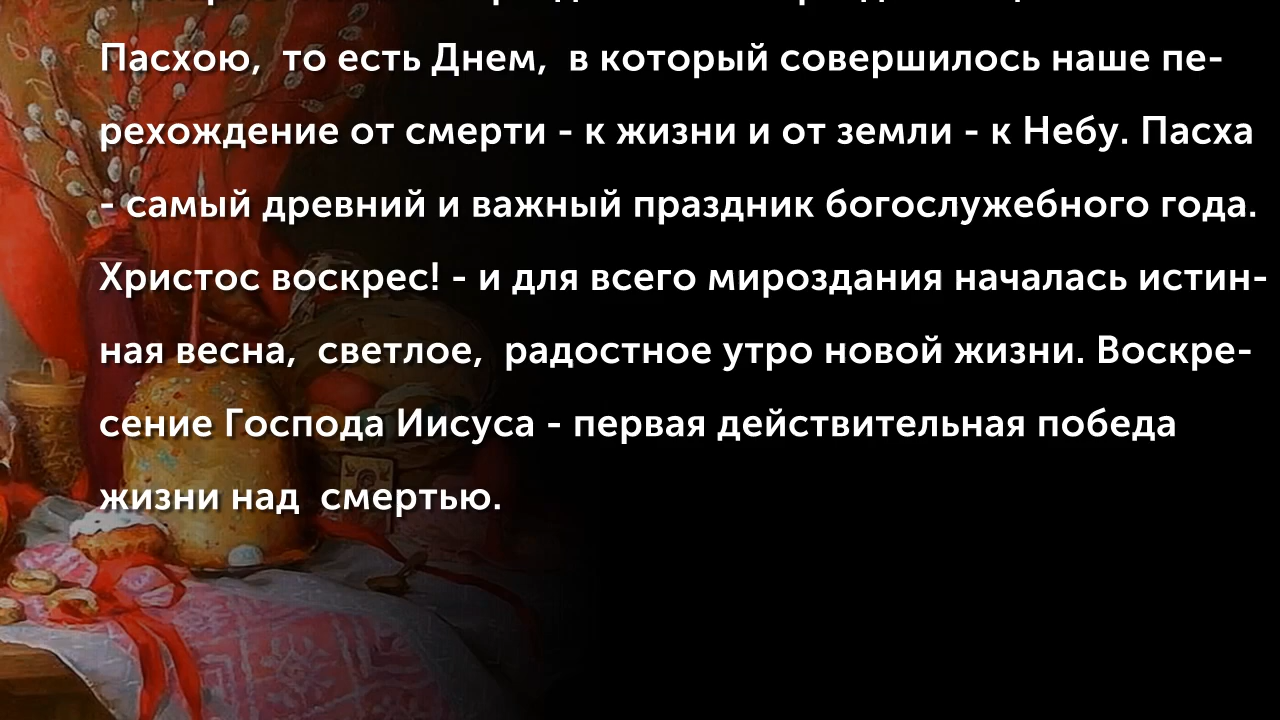 Пасхою, то есть Днем, в который совершилось наше пе-
рехождение от смерти - к жизни и от земли - к Небу. Пасха
- самый древний и важный праздник богослужебного года.
Христос воскрес! - и для всего мироздания началась истин-
ная весна, светлое, радостное утро новой жизни. Воскре-
сение Господа Иисуса - первая действительная победа
жизни над смертью.